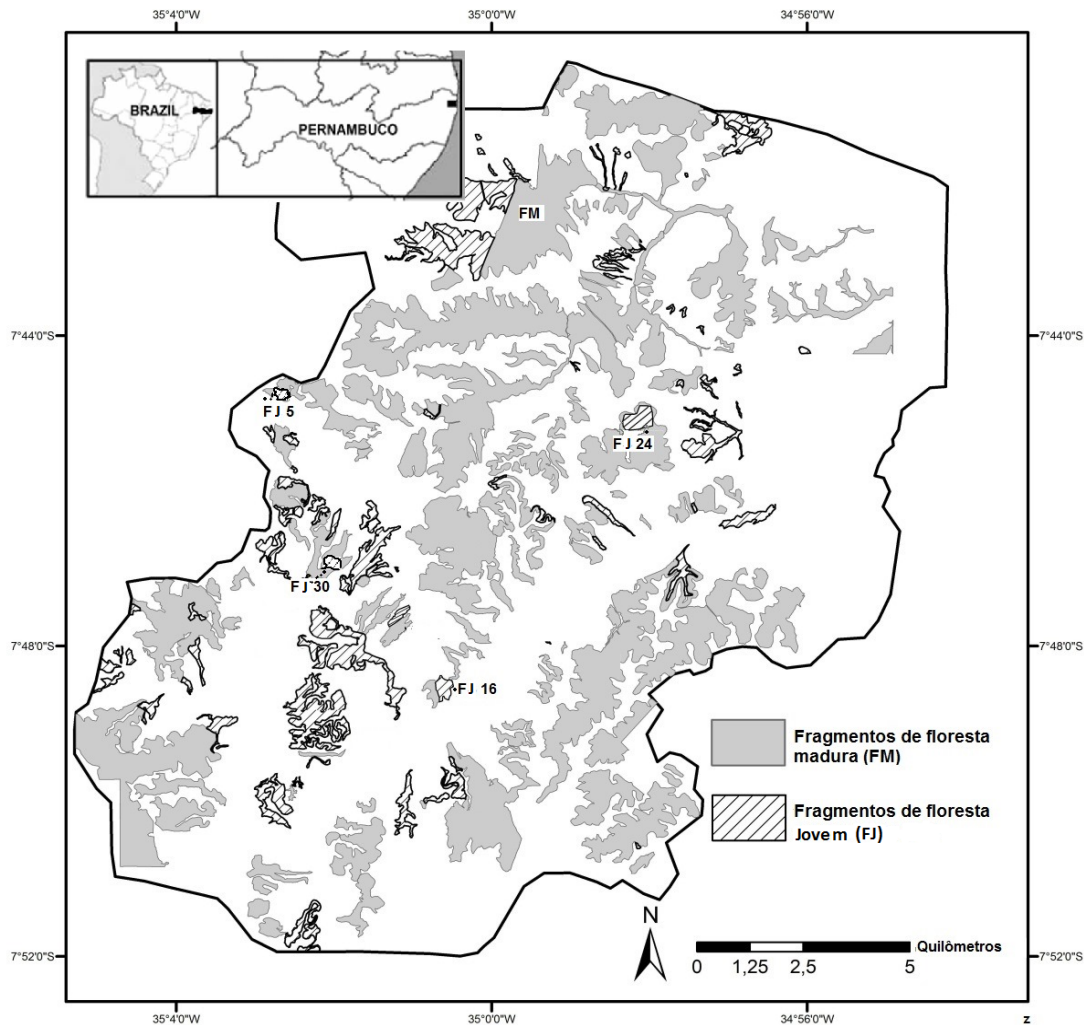 35°4'0"W
35°0'0"W
34°56'0"W
BRAZIL
PERNAMBUCO
FM
7°44'0"S
7°44'0"S
FJ 5
FJ 24
FJ 30
7°48'0"S
7°48'0"S
FJ 16
Fragmentos de floresta
madura (FM)
Fragmentos de floresta
Jovem (FJ)
N
Quilômetros
0 1,25 2,5 5
7°52'0"S
7°52'0"S
35°4'0"W
35°0'0"W
34°56'0"W
z